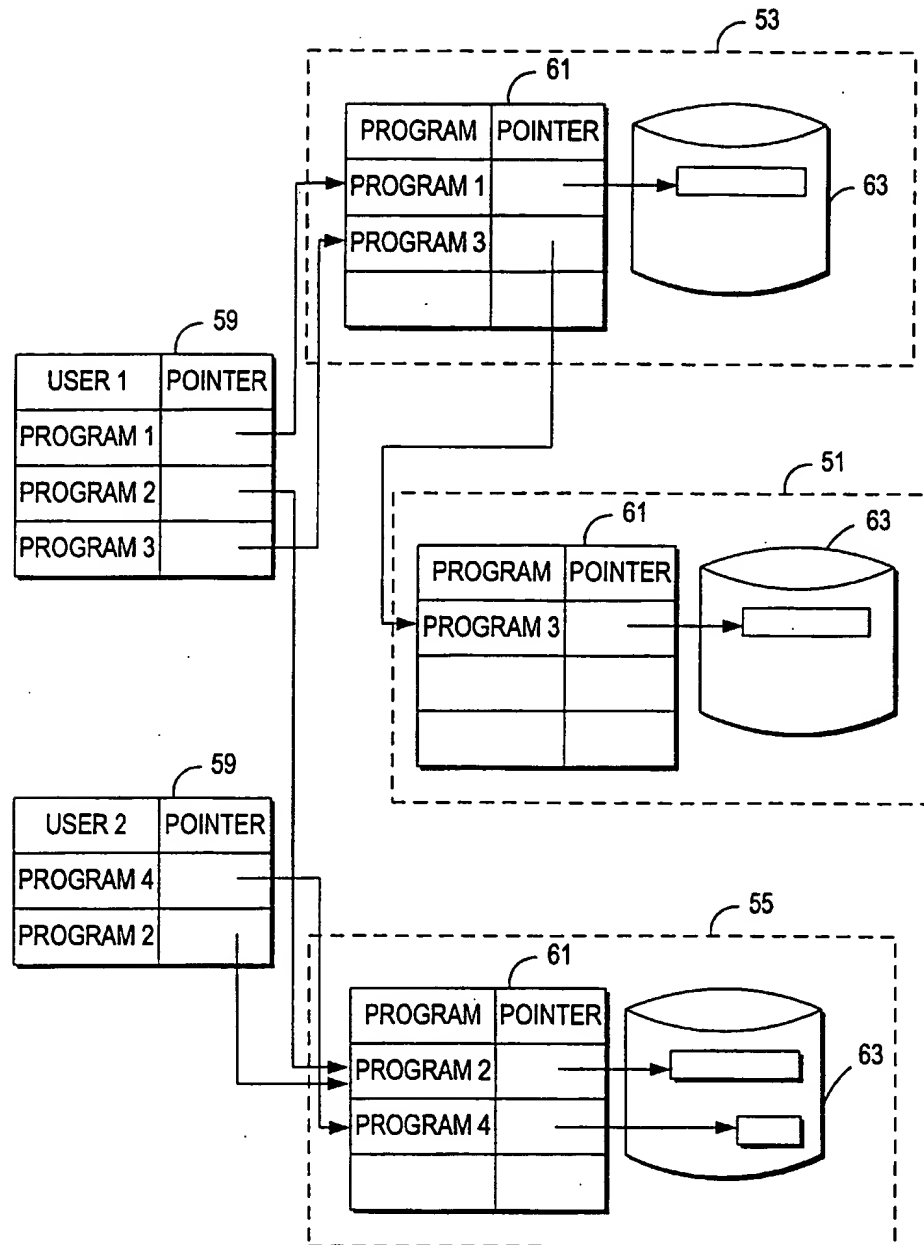 53
61
PROGRAM POINTER
PROGRAM 1
63
PROGRAM 3
59
USER 1 POINTER
PROGRAM 1
PROGRAM 2
PROGRAM 3
51
61
63
PROGRAM POINTER
PROGRAM 3
59
USER 2 POINTER
PROGRAM 4
PROGRAM 2
55
61
PROGRAM POINTER
PROGRAM 2
63
PROGRAM 4